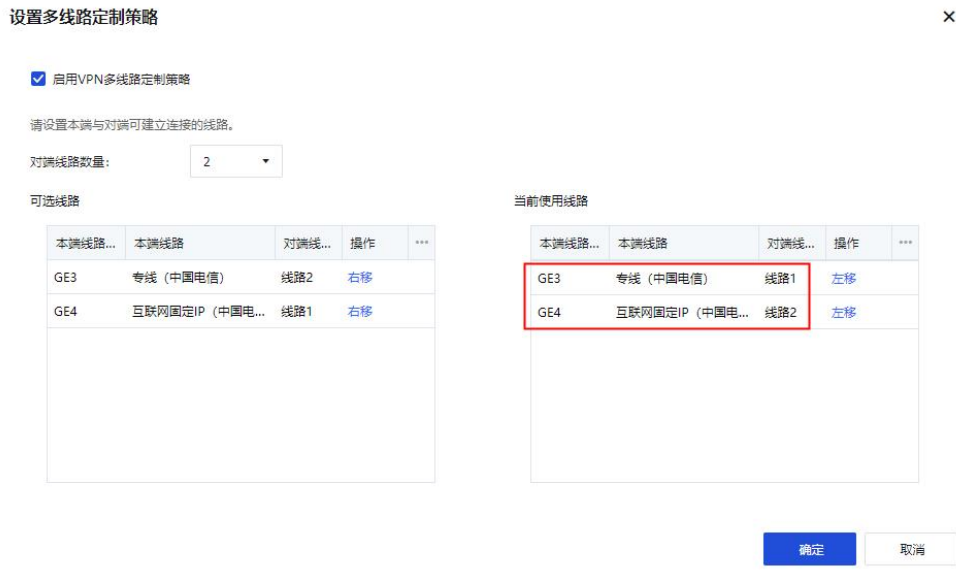 设置多线路定制策略
启用VPN多线路定制策略
请设置本端与对端可建立连接的线路。
对端线路数量： 2
可选线路
本端线路... 本端线路 对端线... 操作 ...
GE3 专线（中国电信） 线路2 右移
GE4 互联网固定IP（中国电... 线路1 右移
当前使用线路
本端线路... 本端线路 对端线... 操作 ...
GE3 专线（中国电信） 线路1 左移
GE4 互联网固定IP（中国电... 线路2 左移
确定 取消